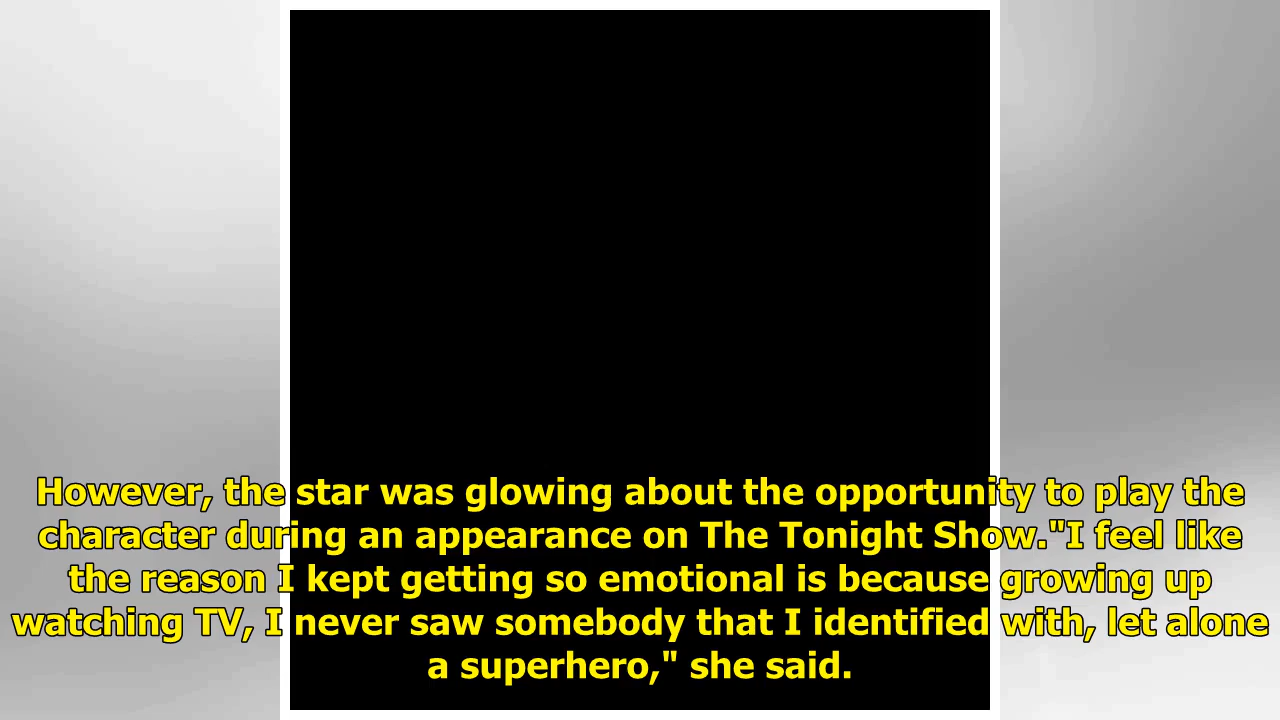 However, the star was glowing about the opportunity to play the
character during an appearance on The Tonight Show."I feel like
the reason I kept getting so emotional is because growing up
watching TV, I never saw somebody that I identified with, let alone
a superhero," she said.